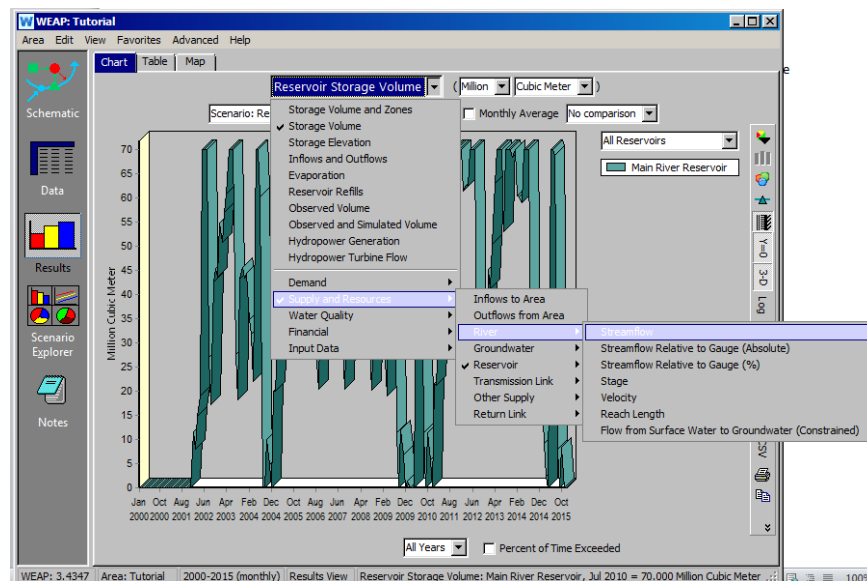 WEAP: Tutorial
Area Edit View Favorites Advanced Help
Chart Table Map
Reservoir Storage Volume ( Million Cubic Meter )
Scenario: Re Monthly Average No comparison
All Reservoirs
Main River Reservoir
Schematic
Data
Results
Scenario
Explorer
Notes
Storage Volume and Zones
Storage Volume
Storage Elevation
Inflows and Outflows
Evaporation
Reservoir Refills
Observed Volume
Observed and Simulated Volume
Hydropower Generation
Hydropower Turbine Flow
Demand
Supply and Resources
Water Quality
Financial
Input Data
Inflows to Area
Outflows from Area
River
Groundwater
Reservoir
Transmission Link
Other Supply
Return Link
Streamflow
Streamflow Relative to Gauge (Absolute)
Streamflow Relative to Gauge (%)
Stage
Velocity
Reach Length
Flow from Surface Water to Groundwater (Constrained)
Y=0
3-D
Log
CSV
Million Cubic Meter
70
65
60
55
50
45
40
35
30
25
20
15
10
5
0
Jan Oct Aug Jun Apr Feb Dec Oct Aug Jun Apr Feb Dec Oct Aug Jun Apr Feb Dec Oct
2000 2000 2001 2002 2003 2004 2004 2005 2006 2007 2008 2009 2009 2010 2011 2012 2013 2014 2014 2015
All Years Percent of Time Exceeded
WEAP: 3.4347 Area: Tutorial 2000-2015 (monthly) Results View Reservoir Storage Volume: Main River Reservoir, Jul 2010 = 70.000 Million Cubic Meter